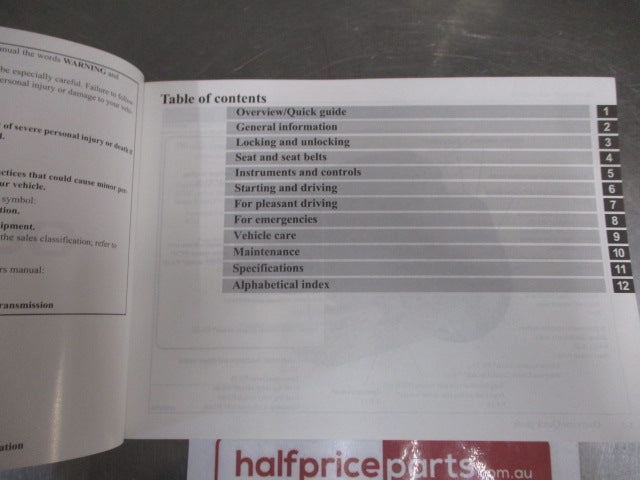 nual the words WARNING and
be especially careful. Failure to follow
ersonal injury or damage to your vehi-
y of severe personal injury or death if
d.
ctices that could cause minor per-
ur vehicle.
symbol:
tion.
ipment.
the sales classification; refer to
rs manual:
ransmission
ation
Table of contents
Overview/Quick guide 1
General information 2
Locking and unlocking 3
Seat and seat belts 4
Instruments and controls 5
Starting and driving 6
For pleasant driving 7
For emergencies 8
Vehicle care 9
Maintenance 10
Specifications 11
Alphabetical index 12
halfpriceparts.com.au